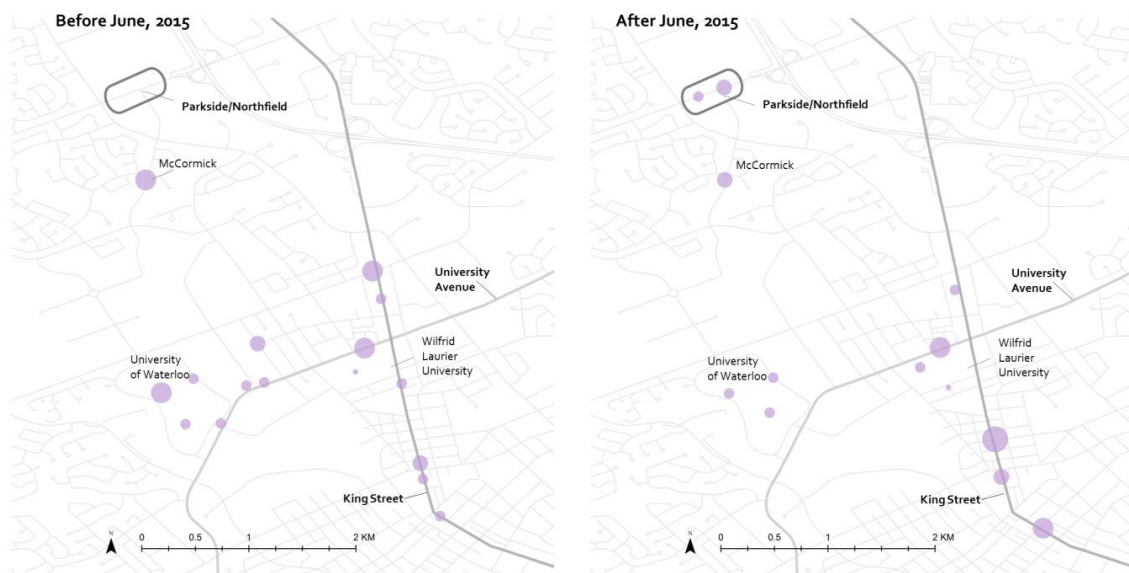 Before June, 2015
Parkside/Northfield
McCormick
University
Avenue
Wilfrid
Laurier
University
University
of Waterloo
King Street
N
0 0.5 1 2 KM
After June, 2015
Parkside/Northfield
McCormick
University
Avenue
Wilfrid
Laurier
University
University
of Waterloo
King Street
N
0 0.5 1 2 KM